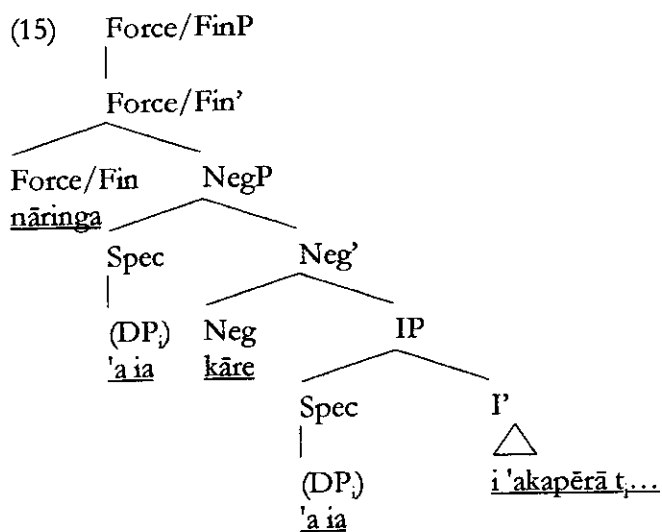 (15) Force/FinP
Force/Fin'
Force/Fin NegP
nāringa
Spec Neg'
(DPᵢ) Neg IP
'a ia kāre
Spec I'
(DPᵢ) i 'akapērā tᵢ...
'a ia